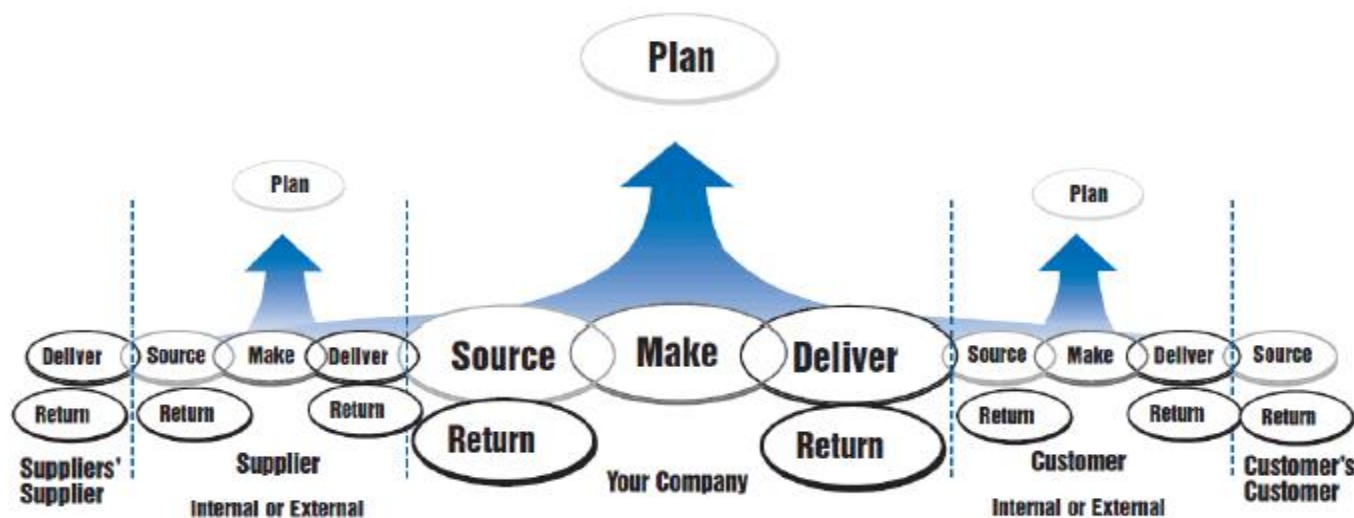 Plan
Plan
Plan
Deliver
Source
Make
Deliver
Source
Make
Deliver
Source
Make
Deliver
Source
Return
Return
Return
Return
Return
Return
Return
Return
Suppliers'
Supplier
Supplier
Internal or External
Your Company
Customer
Internal or External
Customer's
Customer